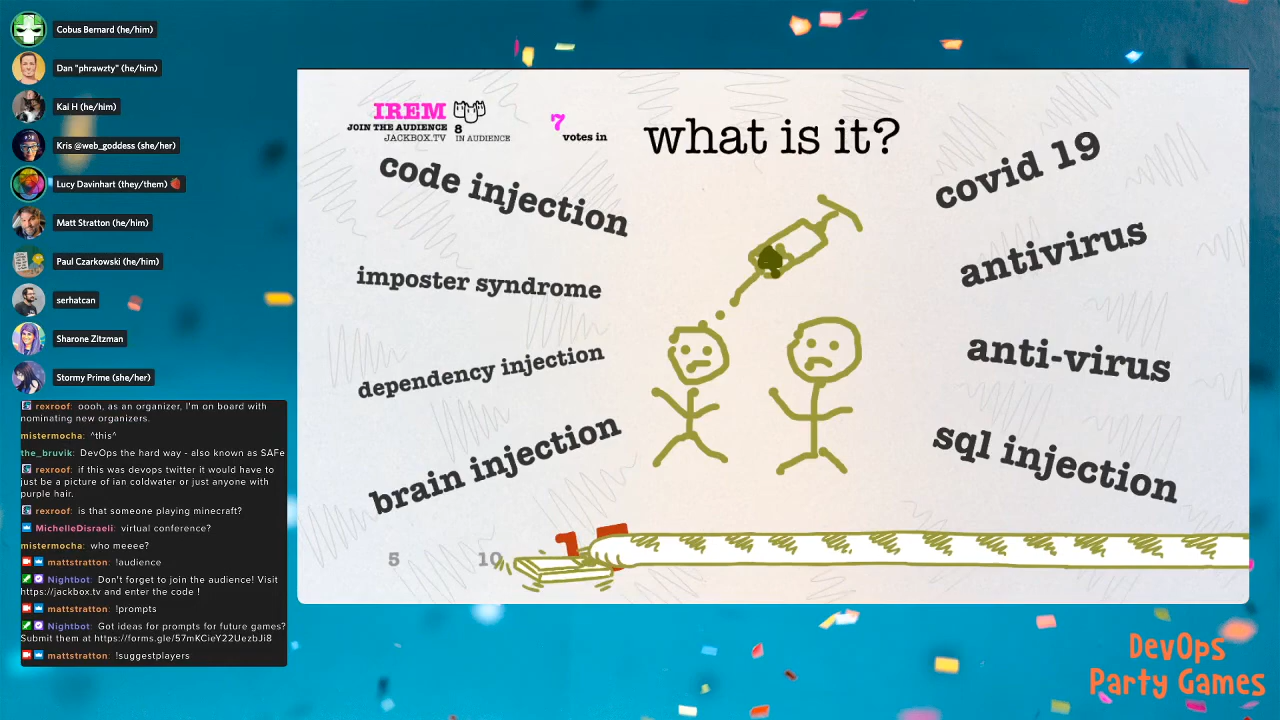 Cobus Bernard (he/him)
Dan "phrawzty" (he/him)
Kai H (he/him)
Kris @web_goddess (she/her)
Lucy Davinhart (they/them) 🍓
Matt Stratton (he/him)
Paul Czarkowski (he/him)
serhatcan
Sharone Zitzman
Stormy Prime (she/her)
rexroof: oooh, as an organizer, I'm on board with
nominating new organizers.
mistermocha: ^this^
the_bruvik: DevOps the hard way - also known as SAFe
rexroof: if this was devops twitter it would have to
just be a picture of ian coldwater or just anyone with
purple hair.
rexroof: is that someone playing minecraft?
MichelleDisraeli: virtual conference?
mistermocha: who meeee?
mattstratton: !audience
Nightbot: Don't forget to join the audience! Visit
https://jackbox.tv and enter the code !
mattstratton: !prompts
Nightbot: Got ideas for prompts for future games?
Submit them at https://forms.gle/57mKCieY22UezbJi8
mattstratton: !suggestplayers
IREM
JOIN THE AUDIENCE
JACKBOX.TV
8
IN AUDIENCE
7
votes in
what is it?
code injection
imposter syndrome
dependency injection
brain injection
covid 19
antivirus
anti-virus
sql injection
5
10
DevOps
Party Games